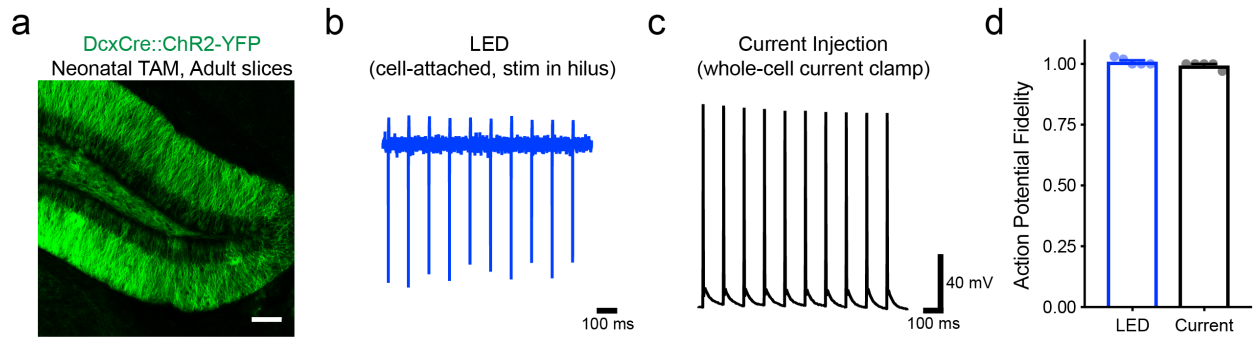 a
DcxCre::ChR2-YFP
Neonatal TAM, Adult slices
b
LED
(cell-attached, stim in hilus)
100 ms
c
Current Injection
(whole-cell current clamp)
40 mV
100 ms
d
Action Potential Fidelity
1.00
0.75
0.50
0.25
0.00
LED
Current